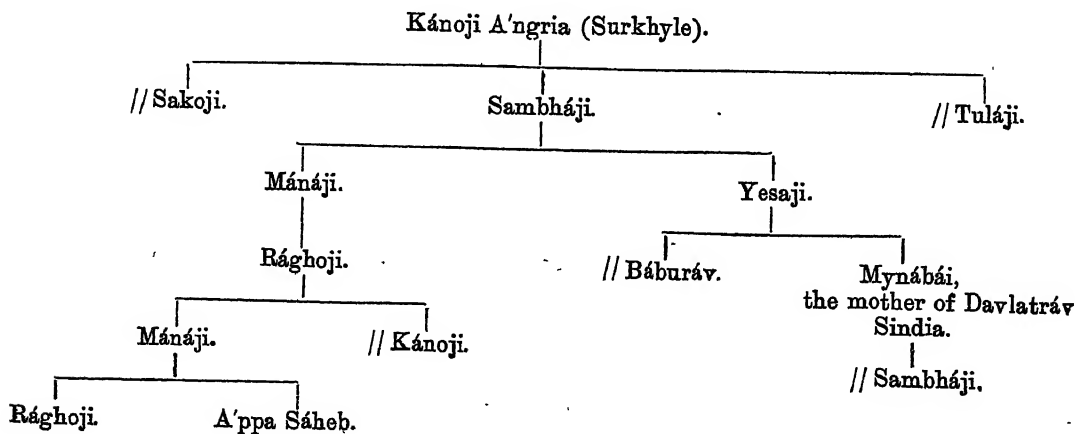 Kánoji A'ngria (Surkhyle).
// Sakoji.
Sambháji.
// Tuláji.
Mánáji.
Yesaji.
Rághoji.
// Báburáv.
Mynábái,
the mother of Davlatráv
Sindia.
Mánáji.
// Kánoji.
// Sambháji.
Rághoji.
A'ppa Sáheb.